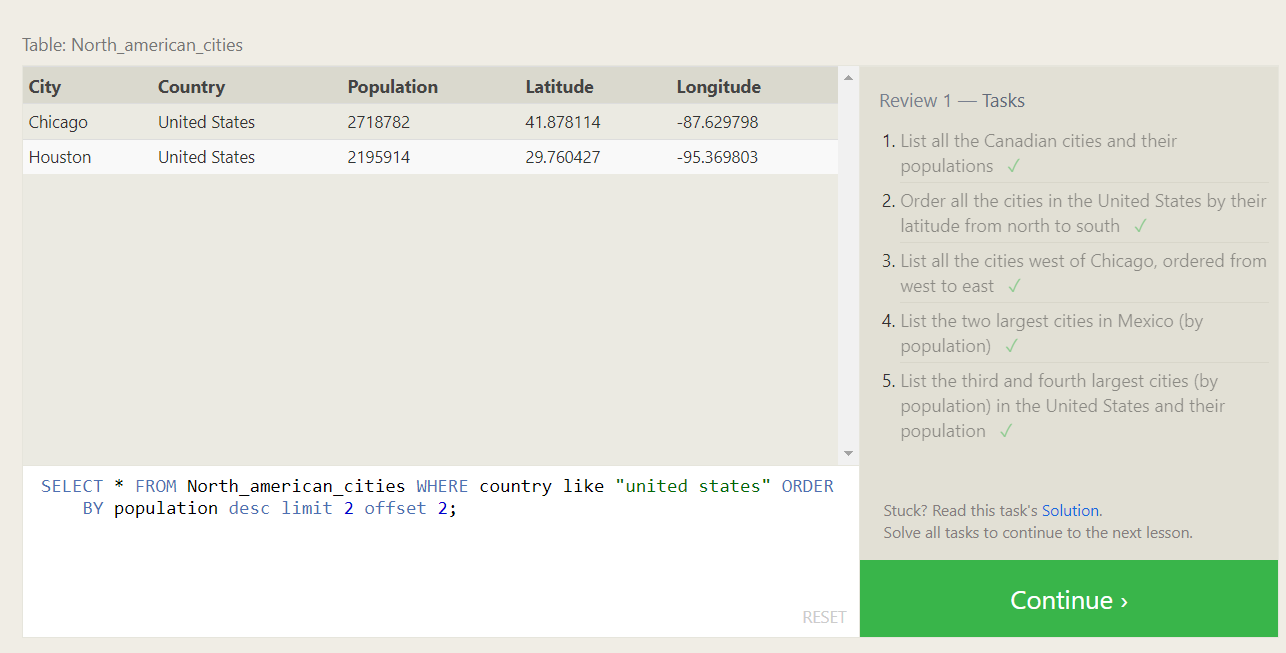 Table: North_american_cities
City Country Population Latitude Longitude
Chicago United States 2718782 41.878114 -87.629798
Houston United States 2195914 29.760427 -95.369803
SELECT * FROM North_american_cities WHERE country like "united states" ORDER
BY population desc limit 2 offset 2;
RESET
Review 1 — Tasks
1. List all the Canadian cities and their
populations ✓
2. Order all the cities in the United States by their
latitude from north to south ✓
3. List all the cities west of Chicago, ordered from
west to east ✓
4. List the two largest cities in Mexico (by
population) ✓
5. List the third and fourth largest cities (by
population) in the United States and their
population ✓
Stuck? Read this task's Solution.
Solve all tasks to continue to the next lesson.
Continue ›